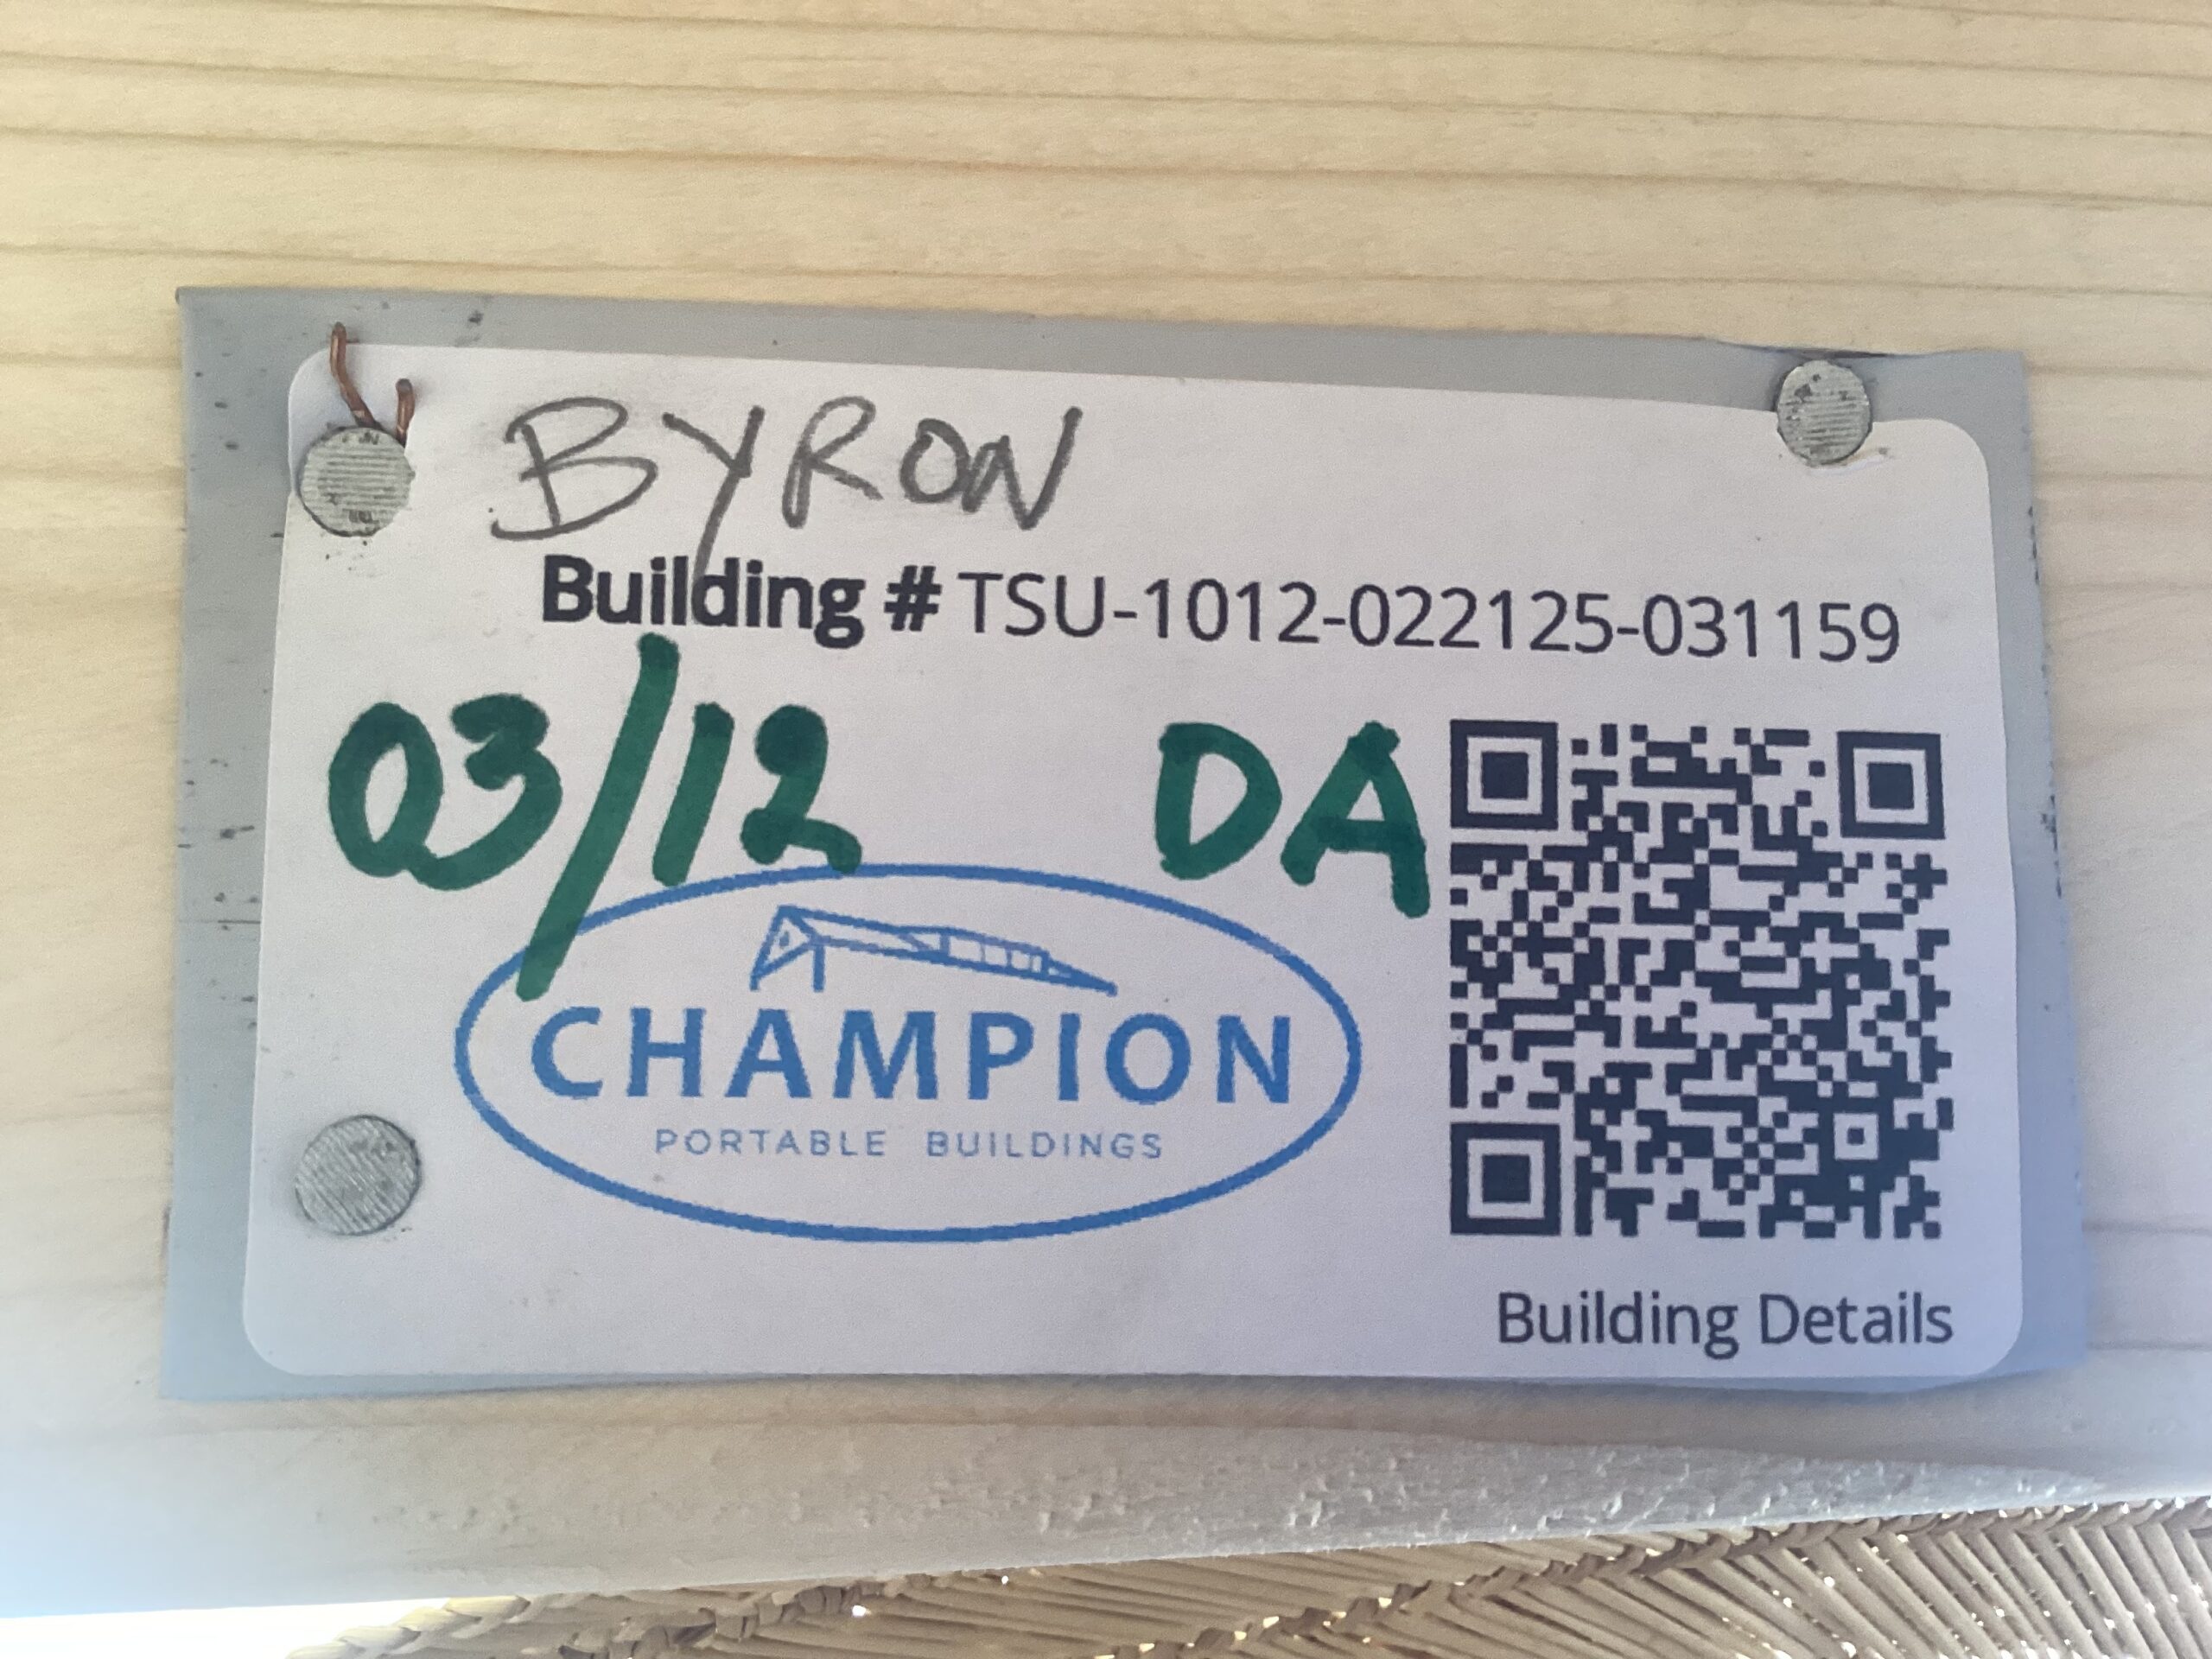 BYRON
Building # TSU-1012-022125-031159
03/12 DA
CHAMPION
PORTABLE BUILDINGS
Building Details